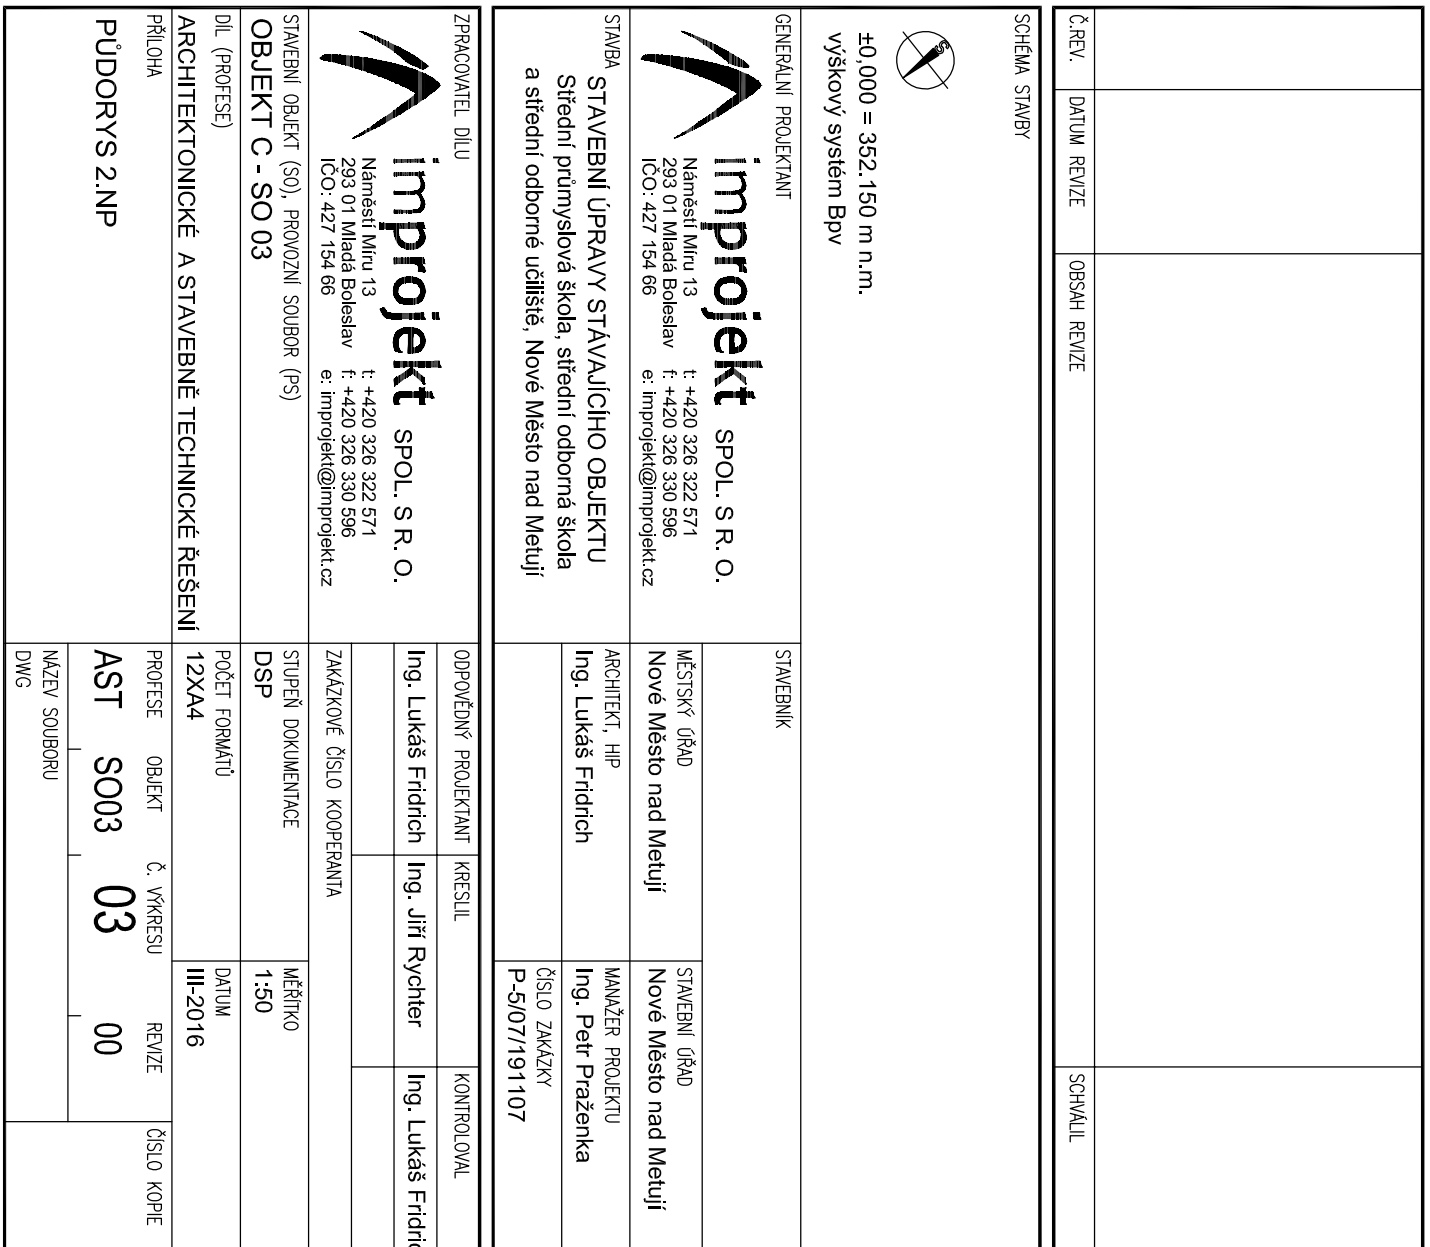 Č.REV.
DATUM REVIZE
OBSAH REVIZE
SCHVÁLIL
SCHÉMA STAVBY
S
±0,000 = 352.150 m n.m.
výškový systém Bpv
GENERÁLNÍ PROJEKTANT
improjekt SPOL. S R. O.
Náměstí Míru 13 t: +420 326 322 571
293 01 Mladá Boleslav f: +420 326 330 596
IČO: 427 154 66 e: improjekt@improjekt.cz
STAVEBNÍK
MĚSTSKÝ ÚŘAD
Nové Město nad Metují
STAVEBNÍ ÚŘAD
Nové Město nad Metují
STAVBA
STAVEBNÍ ÚPRAVY STÁVAJÍCÍHO OBJEKTU
Střední průmyslová škola, střední odborná škola
a střední odborné učiliště, Nové Město nad Metují
ARCHITEKT, HIP
Ing. Lukáš Fridrich
MANAŽER PROJEKTU
Ing. Petr Praženka
ČÍSLO ZAKÁZKY
P-5/07/191107
ZPRACOVATEL DÍLU
improjekt SPOL. S R. O.
Náměstí Míru 13 t: +420 326 322 571
293 01 Mladá Boleslav f: +420 326 330 596
IČO: 427 154 66 e: improjekt@improjekt.cz
ODPOVĚDNÝ PROJEKTANT
Ing. Lukáš Fridrich
KRESLIL
Ing. Jiří Rychter
KONTROLOVAL
Ing. Lukáš Fridric
ZAKÁZKOVÉ ČÍSLO KOOPERANTA
STAVEBNÍ OBJEKT (SO), PROVOZNÍ SOUBOR (PS)
OBJEKT C - SO 03
STUPEŇ DOKUMENTACE
DSP
MĚŘÍTKO
1:50
DÍL (PROFESE)
ARCHITEKTONICKÉ A STAVEBNĚ TECHNICKÉ ŘEŠENÍ
POČET FORMÁTŮ
12XA4
DATUM
III-2016
PŘÍLOHA
PŮDORYS 2.NP
PROFESE OBJEKT Č. VÝKRESU REVIZE
AST SO03 03 00
ČÍSLO KOPIE
NÁZEV SOUBORU
DWG